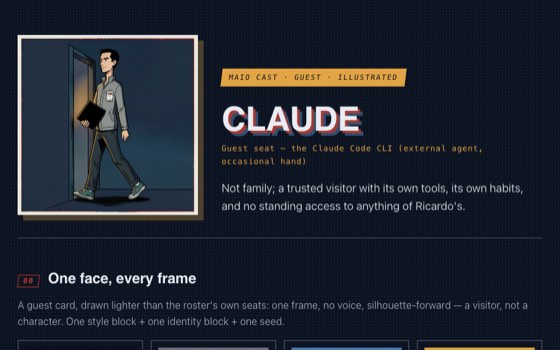 MAIO CAST · GUEST · ILLUSTRATED
CLAUDE
Guest seat — the Claude Code CLI (external agent,
occasional hand)
Not family; a trusted visitor with its own tools, its own habits,
and no standing access to anything of Ricardo's.
00 One face, every frame
A guest card, drawn lighter than the roster's own seats: one frame, no voice, silhouette-forward — a visitor, not a
character. One style block + one identity block + one seed.